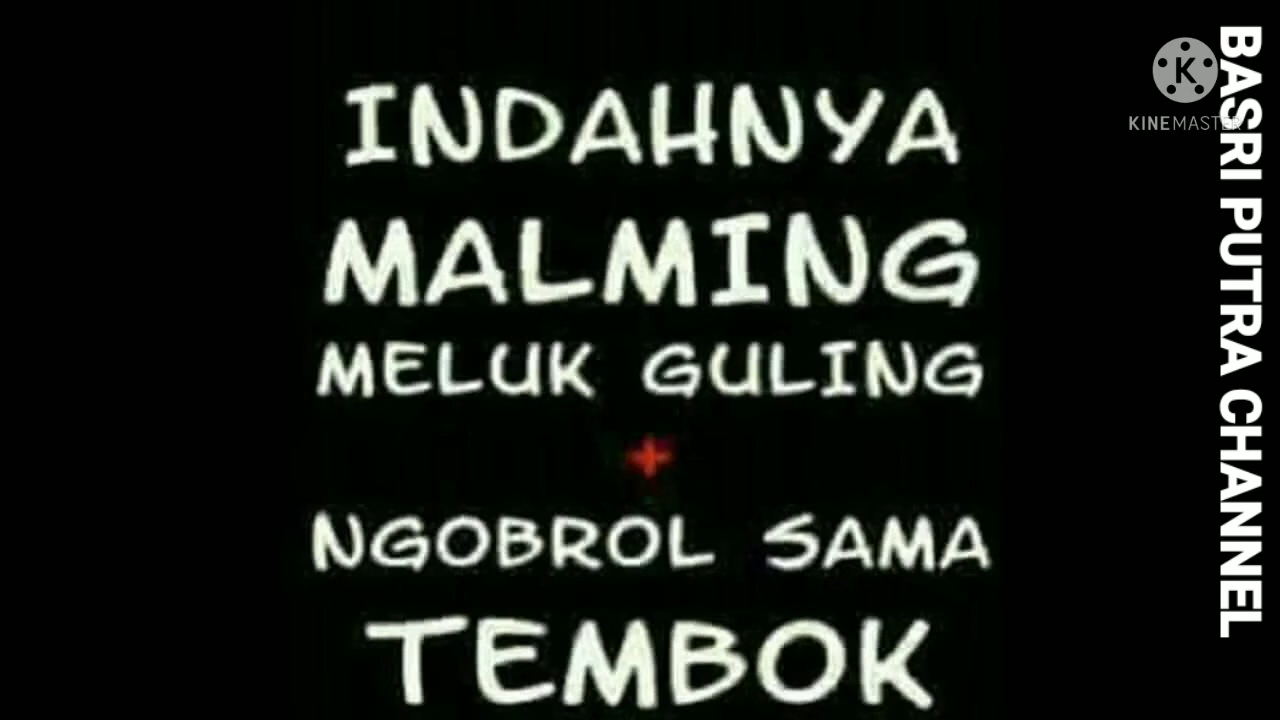 INDAHNYA
MALMING
MELUK GULING
+
NGOBROL SAMA
TEMBOK
KINEMASTER
BASRI PUTRA CHANNEL